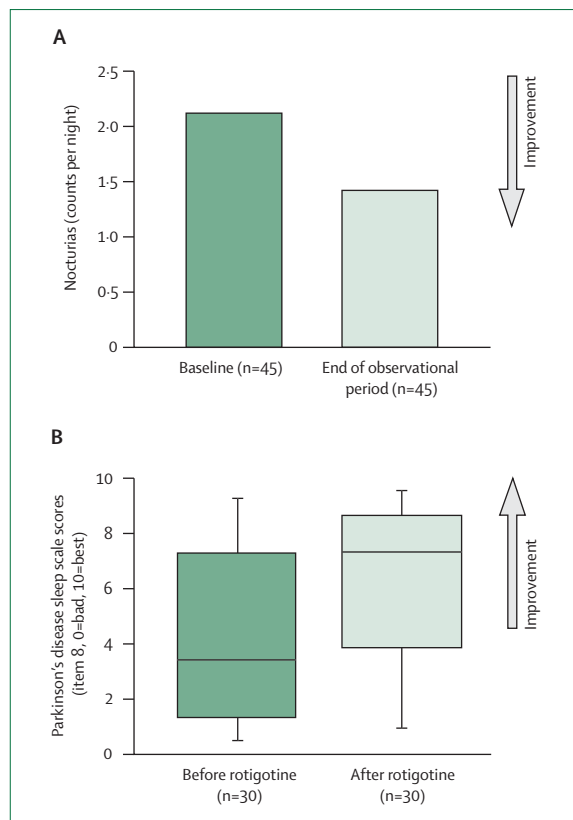 A
2·5
2·0
1·5
1·0
0·5
0
Nocturias (counts per night)
Improvement
Baseline (n=45)
End of observational
period (n=45)
B
10
8
6
4
2
0
Parkinson's disease sleep scale scores
(item 8, 0=bad, 10=best)
Improvement
Before rotigotine
(n=30)
After rotigotine
(n=30)